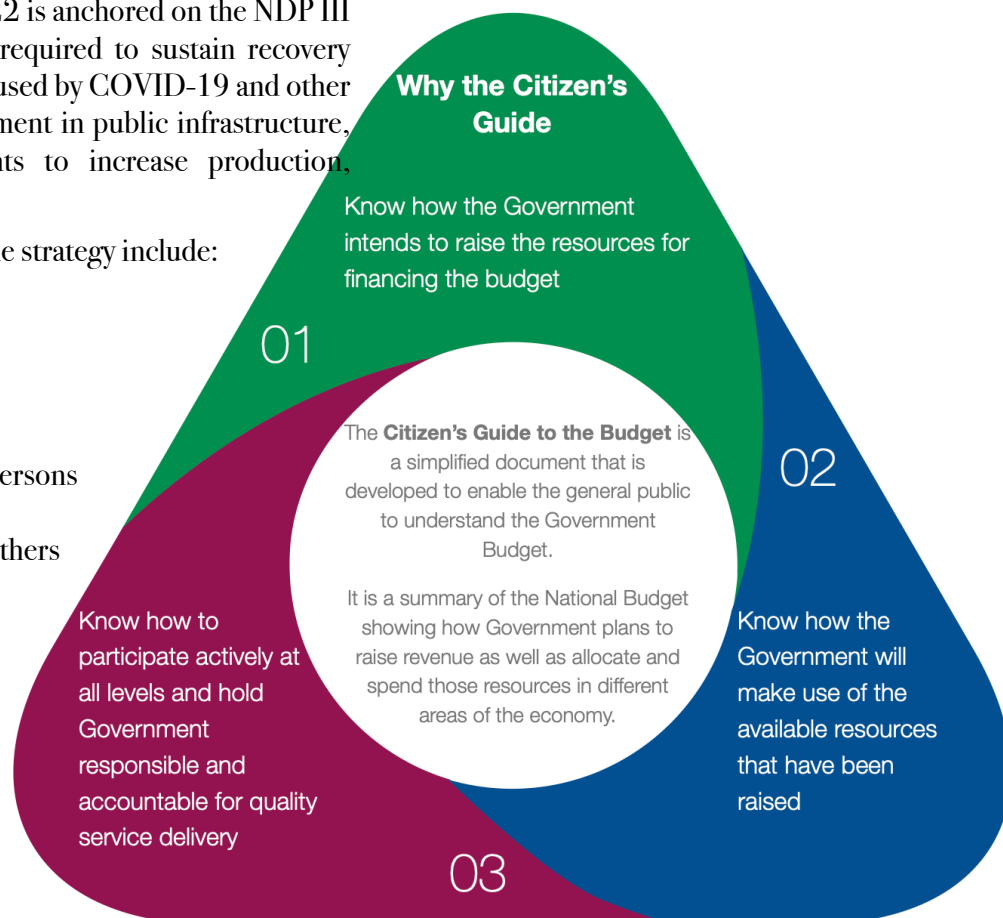 22 is anchored on the NDP III
required to sustain recovery
used by COVID-19 and other
ment in public infrastructure,
nts to increase production,
e strategy include:
ersons
thers
Why the Citizen’s
Guide
Know how the Government
intends to raise the resources for
financing the budget
01
The Citizen’s Guide to the Budget is
a simplified document that is
developed to enable the general public
to understand the Government
Budget.
It is a summary of the National Budget
showing how Government plans to
raise revenue as well as allocate and
spend those resources in different
areas of the economy.
02
Know how the
Government will
make use of the
available resources
that have been
raised
Know how to
participate actively at
all levels and hold
Government
responsible and
accountable for quality
service delivery
03